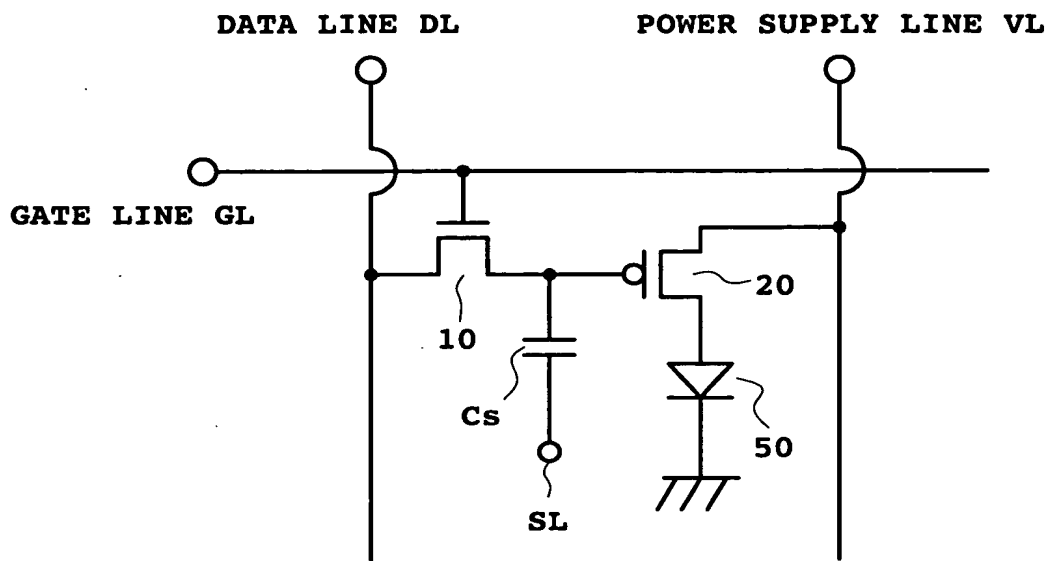 DATA LINE DL
POWER SUPPLY LINE VL
GATE LINE GL
20
10
Cs
50
SL